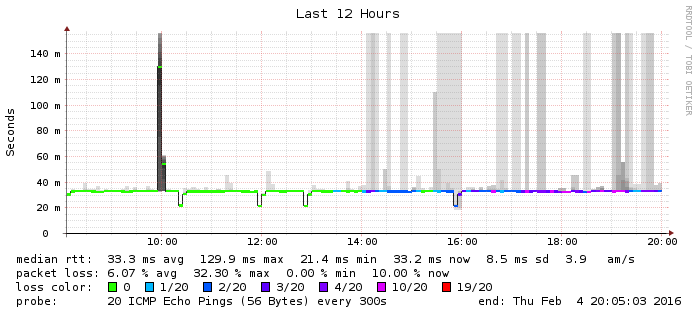 Last 12 Hours
RRDTOOL / TOBI OETIKER
Seconds
140 m
120 m
100 m
80 m
60 m
40 m
20 m
0
10:00 12:00 14:00 16:00 18:00 20:00
median rtt: 33.3 ms avg 129.9 ms max 21.4 ms min 33.2 ms now 8.5 ms sd 3.9 am/s
packet loss: 6.07 % avg 32.30 % max 0.00 % min 10.00 % now
loss color: 0 1/20 2/20 3/20 4/20 10/20 19/20
probe: 20 ICMP Echo Pings (56 Bytes) every 300s end: Thu Feb 4 20:05:03 2016